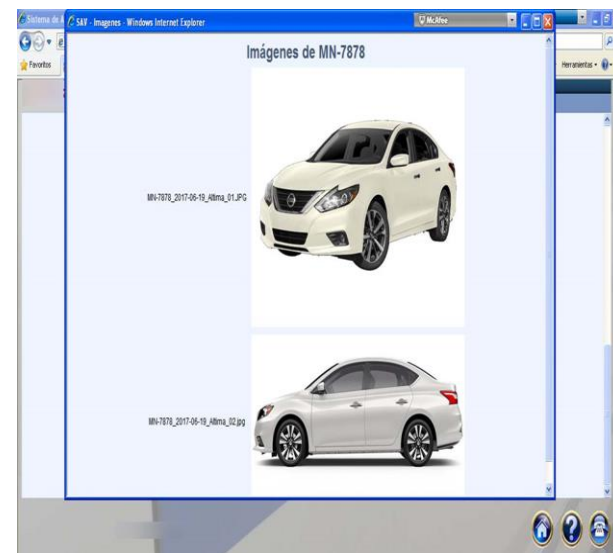 Sistema de A
SAV - Imagenes - Windows Internet Explorer
McAfee
Favoritos
Herramientas
Imágenes de MN-7878
MN-7878_2017-06-19_Altima_01.JPG
MN-7878_2017-06-19_Altima_02.jpg